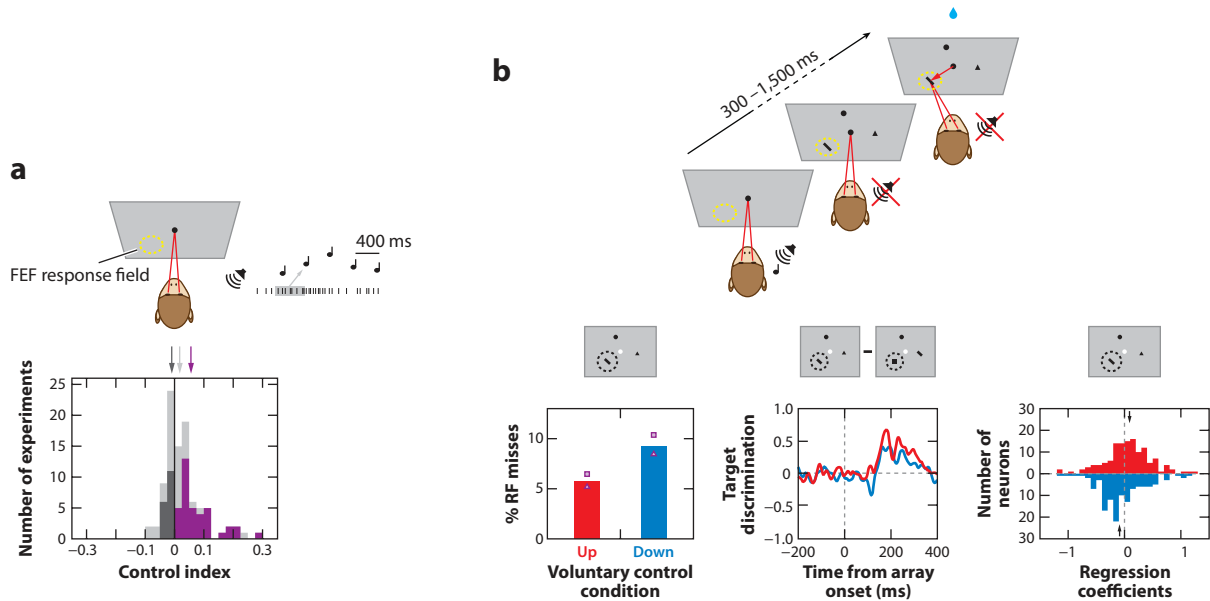 a
FEF response field
400 ms
Number of experiments
25
20
15
10
5
0
−0.3
−0.1
0
0.1
0.3
Control index
b
300 –1,500 ms
% RF misses
10
5
0
Up
Down
Voluntary control
condition
Target
discrimination
1.0
0.5
0
−0.5
−1.0
−200
0
200
400
Time from array
onset (ms)
Number of
neurons
30
20
10
0
10
20
30
−1
0
1
Regression
coefficients